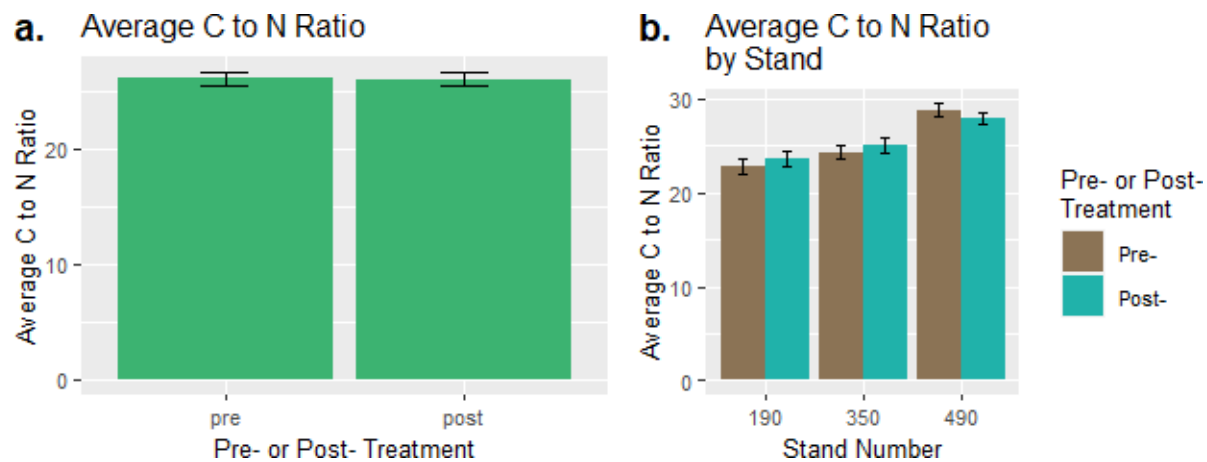 a. Average C to N Ratio
Average C to N Ratio
20
10
0
pre post
Pre- or Post- Treatment
b. Average C to N Ratio
by Stand
Average C to N Ratio
30
20
10
0
190 350 490
Stand Number
Pre- or Post-
Treatment
Pre-
Post-